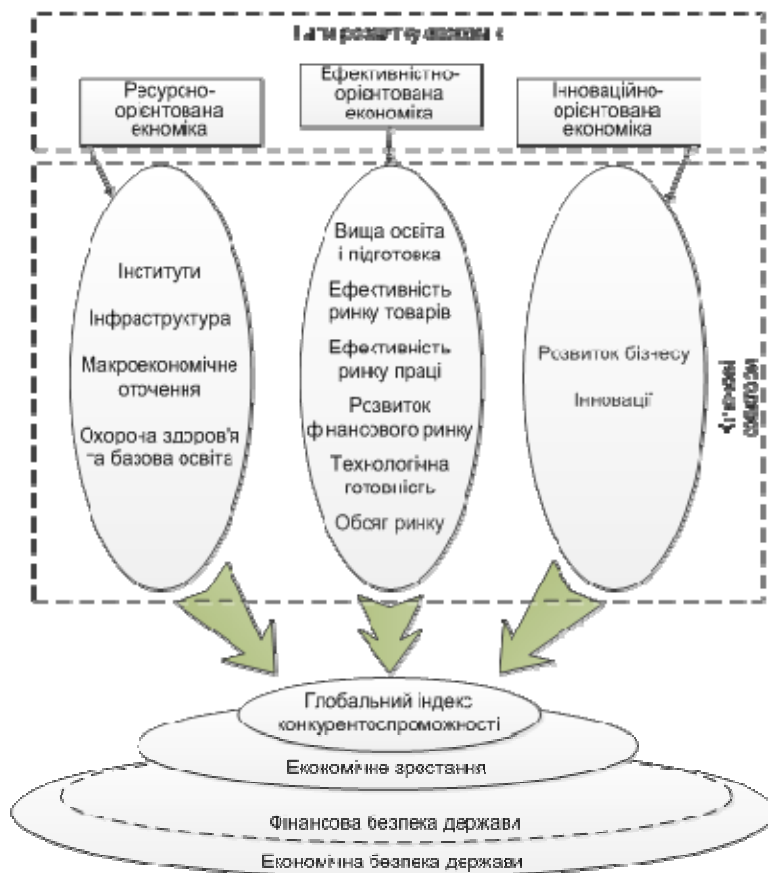 розвитку
Ресурсно-
орієнтована
екноміка
Ефективністно-
орієнтована
економіка
Інноваційно-
орієнтована
економіка
Інститути
Інфраструктура
Макроекономічне
оточення
Охорона здоров'я
та базова освіта
Вища освіта
і підготовка
Ефективність
ринку товарів
Ефективність
ринку праці
Розвиток
фінансового ринку
Технологічна
готовність
Обсяг ринку
Розвиток бізнесу
Інновації
Глобальний індекс
конкурентоспроможності
Економічне зростання
Фінансова безпека держави
Економічна безпека держави